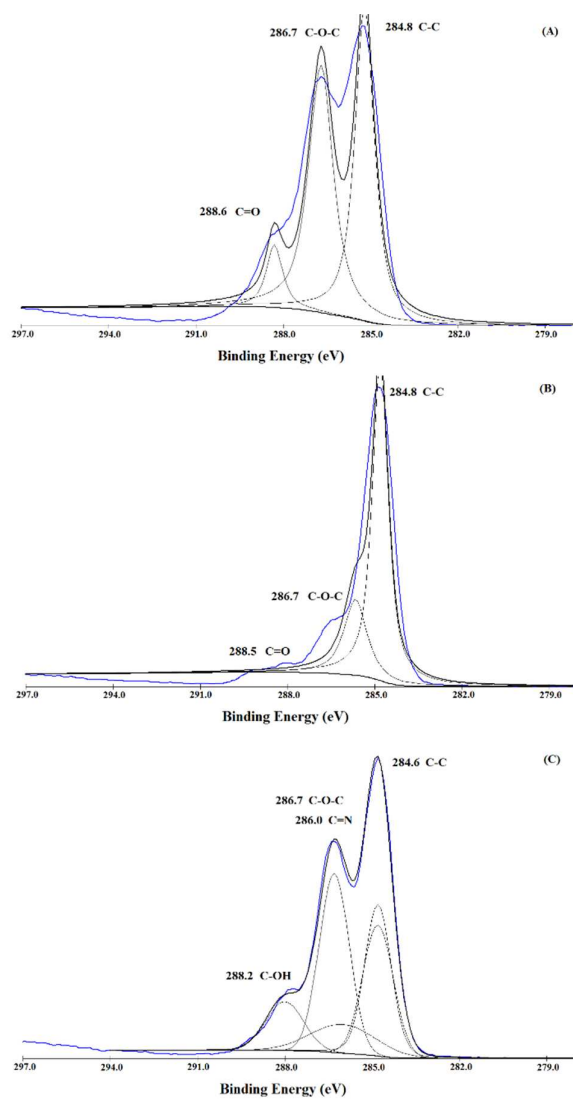 286.7 C-O-C
284.8 C-C
(A)
288.6 C=O
297.0 294.0 291.0 288.0 285.0 282.0 279.0
Binding Energy (eV)
284.8 C-C
(B)
286.7 C-O-C
288.5 C=O
297.0 294.0 291.0 288.0 285.0 282.0 279.0
Binding Energy (eV)
284.6 C-C
(C)
286.7 C-O-C
286.0 C=N
288.2 C-OH
297.0 294.0 291.0 288.0 285.0 282.0 279.0
Binding Energy (eV)